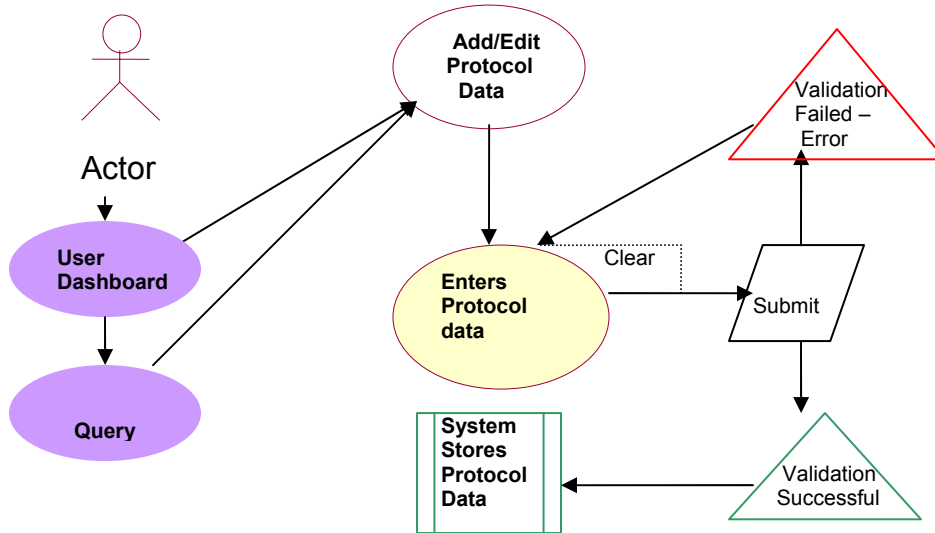 Actor
User
Dashboard
Query
Add/Edit
Protocol
Data
Enters
Protocol
data
Clear
Submit
Validation
Failed –
Error
Validation
Successful
System
Stores
Protocol
Data